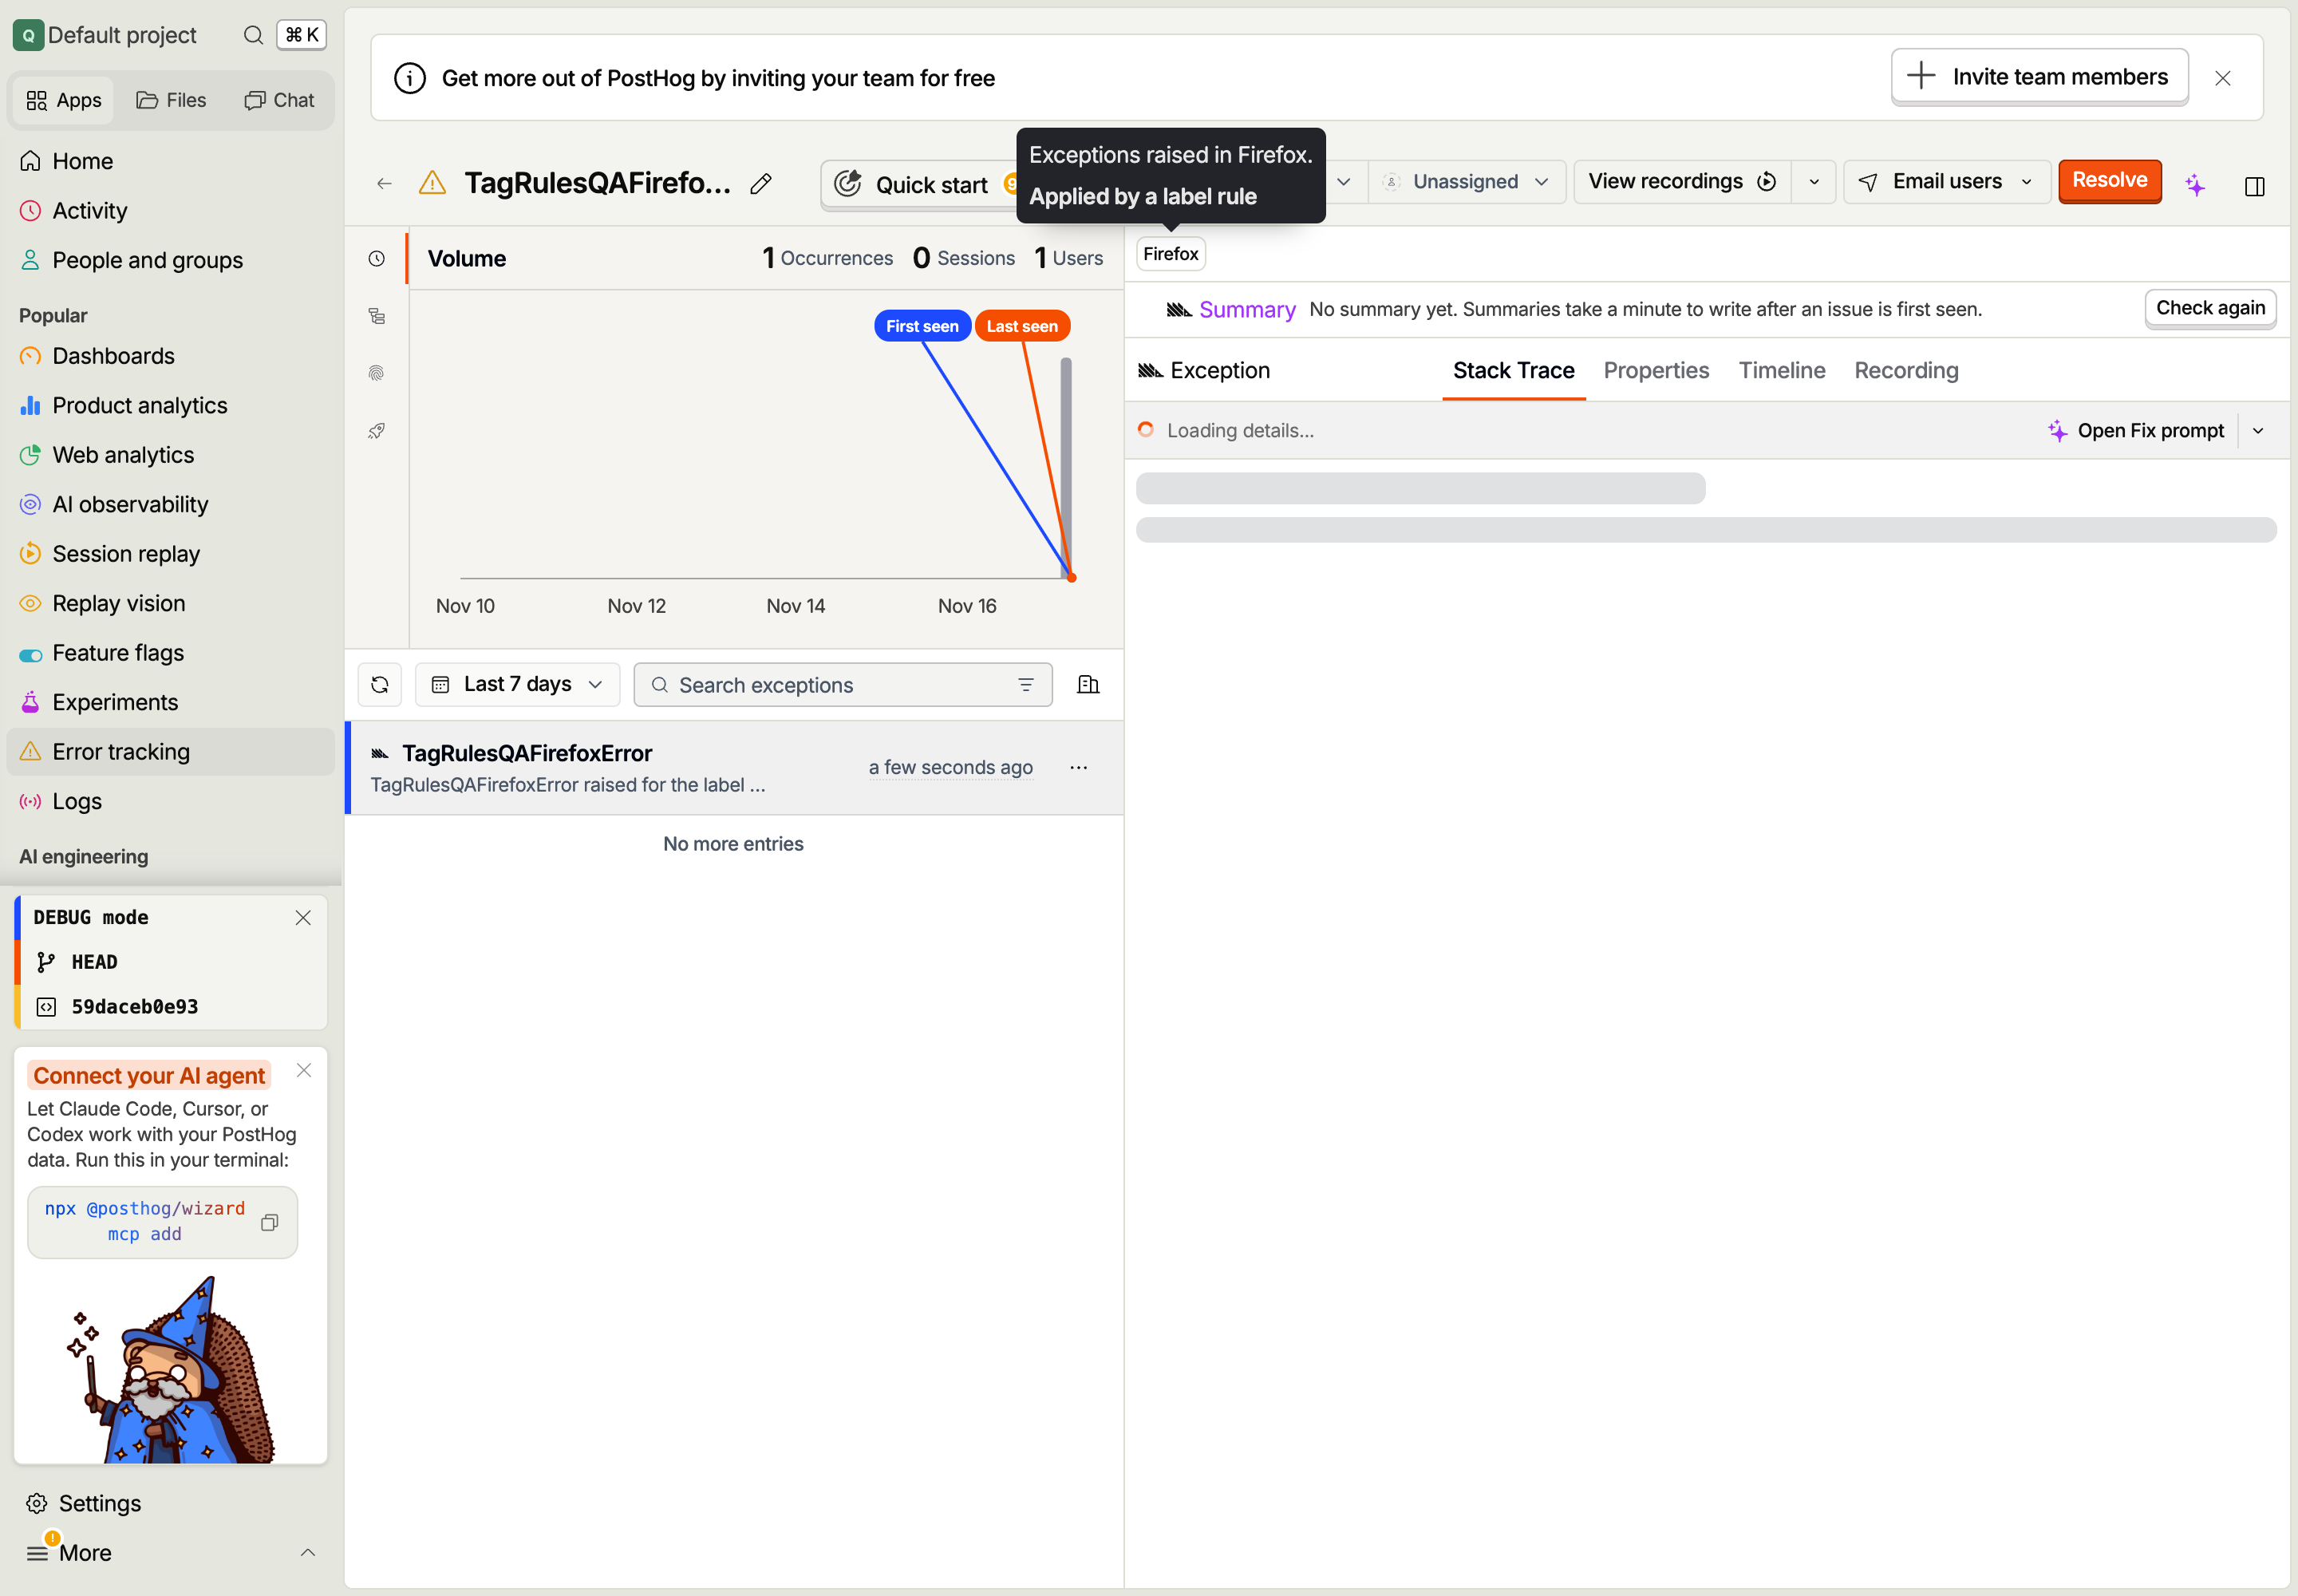 Q Default project
⌘ K
Apps
Files
Chat
Home
Activity
People and groups
Popular
Dashboards
Product analytics
Web analytics
AI observability
Session replay
Replay vision
Feature flags
Experiments
Error tracking
Logs
AI engineering
DEBUG mode
HEAD
59daceb0e93
Connect your AI agent
Let Claude Code, Cursor, or
Codex work with your PostHog
data. Run this in your terminal:
npx @posthog/wizard
mcp add
Settings
More
Get more out of PostHog by inviting your team for free
Invite team members
TagRulesQAFirefo...
Quick start
Exceptions raised in Firefox.
Applied by a label rule
Unassigned
View recordings
Email users
Resolve
Volume
1 Occurrences
0 Sessions
1 Users
First seen
Last seen
Nov 10
Nov 12
Nov 14
Nov 16
Last 7 days
Search exceptions
TagRulesQAFirefoxError
TagRulesQAFirefoxError raised for the label ...
a few seconds ago
No more entries
Firefox
Summary
No summary yet. Summaries take a minute to write after an issue is first seen.
Check again
Exception
Stack Trace
Properties
Timeline
Recording
Loading details...
Open Fix prompt